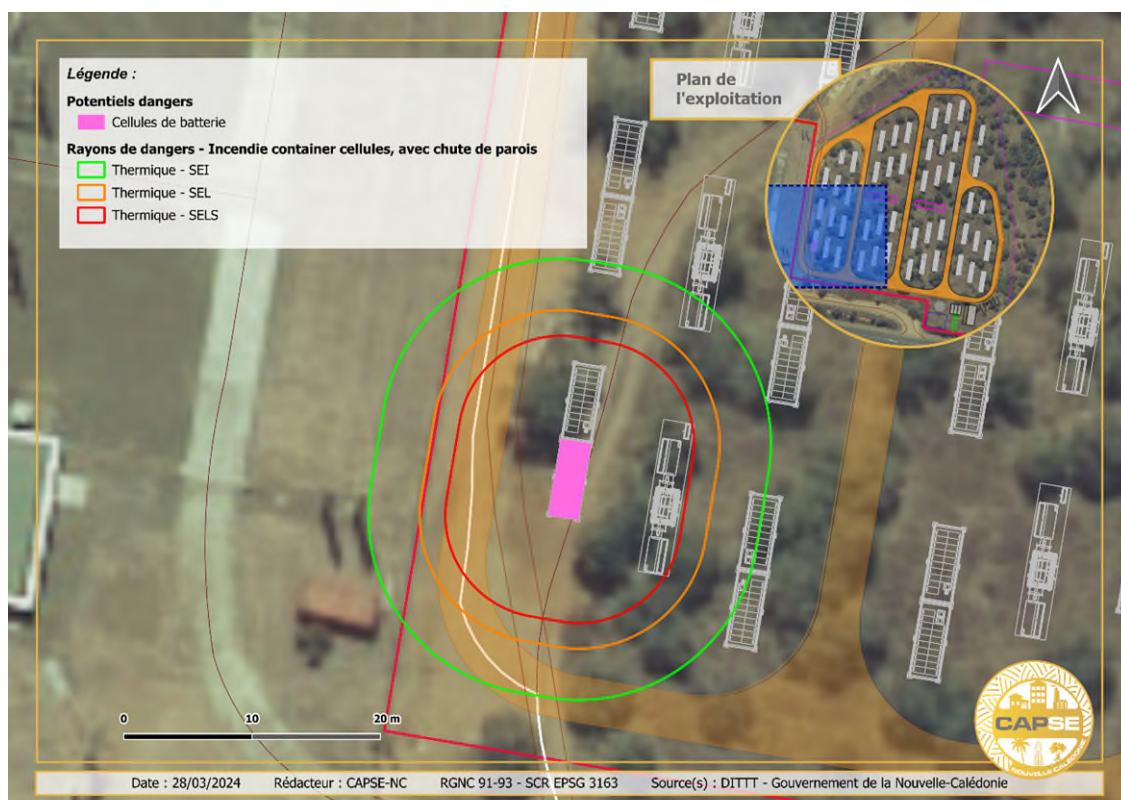 Légende :
Potentiels dangers
Cellules de batterie
Rayons de dangers - Incendie container cellules, avec chute de parois
Thermique - SEI
Thermique - SEL
Thermique - SELS
Plan de
l'exploitation
0 10 20 m
CAPSE
NOUVELLE CALÉDONIE
Date : 28/03/2024 Rédacteur : CAPSE-NC RGNC 91-93 - SCR EPSG 3163 Source(s) : DITTT - Gouvernement de la Nouvelle-Calédonie